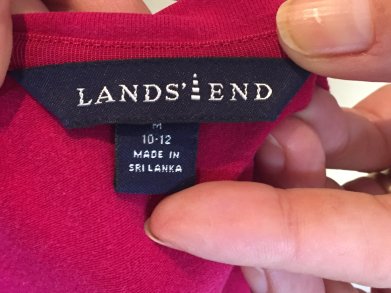 LANDS' END
M
10-12
MADE IN
SRI LANKA